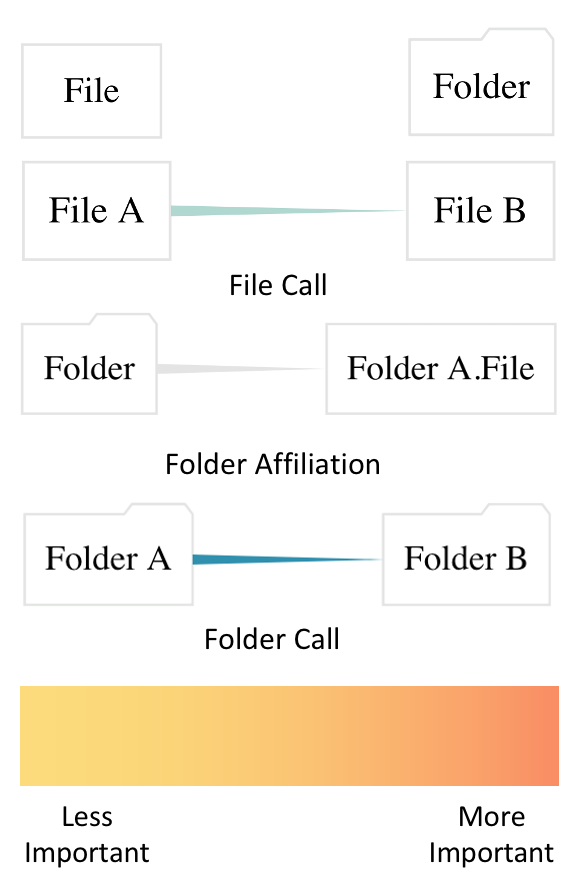 File
Folder
File A
File B
File Call
Folder
Folder A.File
Folder Affiliation
Folder A
Folder B
Folder Call
Less
Important
More
Important